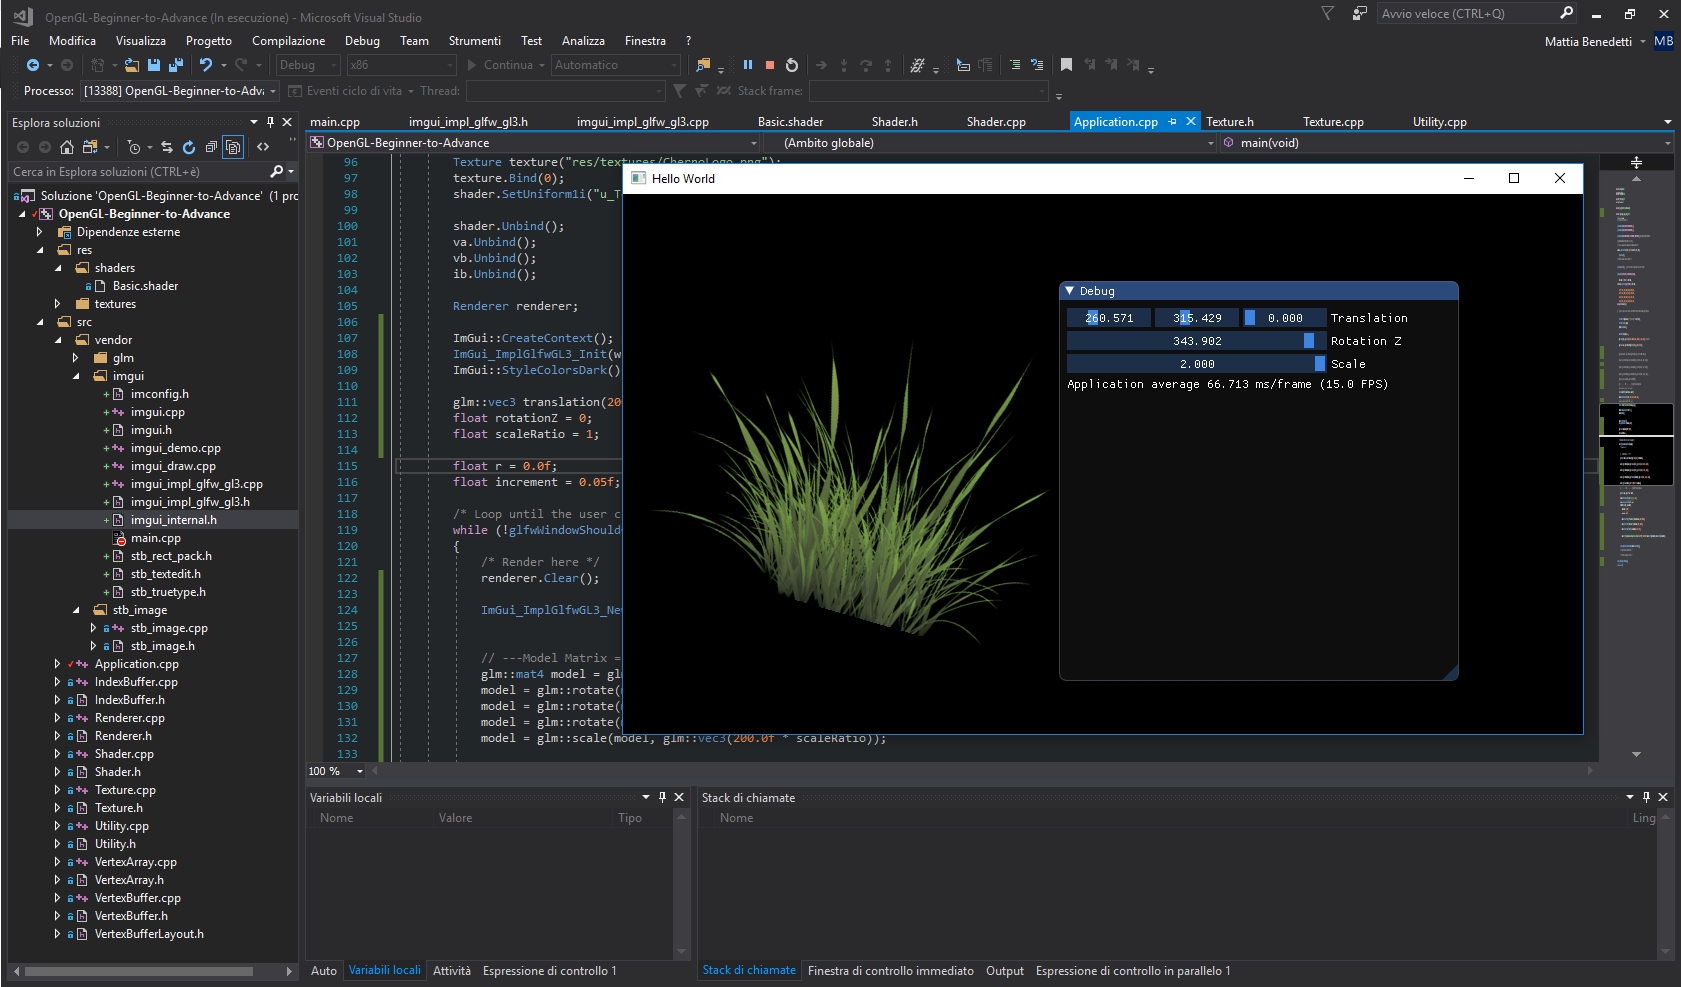 OpenGL-Beginner-to-Advance (In esecuzione) - Microsoft Visual Studio
Avvio veloce (CTRL+Q)
File Modifica Visualizza Progetto Compilazione Debug Team Strumenti Test Analizza Finestra ?
Mattia Benedetti MB
Debug x86 Continua Automatico
Processo: [13388] OpenGL-Beginner-to-Adva Eventi ciclo di vita Thread: Stack frame:
Esplora soluzioni
Cerca in Esplora soluzioni (CTRL+è)
Soluzione 'OpenGL-Beginner-to-Advance' (1 pro
OpenGL-Beginner-to-Advance
Dipendenze esterne
res
shaders
Basic.shader
textures
src
vendor
glm
imgui
imconfig.h
imgui.cpp
imgui.h
imgui_demo.cpp
imgui_draw.cpp
imgui_impl_glfw_gl3.cpp
imgui_impl_glfw_gl3.h
imgui_internal.h
main.cpp
stb_rect_pack.h
stb_textedit.h
stb_truetype.h
stb_image
stb_image.cpp
stb_image.h
Application.cpp
IndexBuffer.cpp
IndexBuffer.h
Renderer.cpp
Renderer.h
Shader.cpp
Shader.h
Texture.cpp
Texture.h
Utility.cpp
Utility.h
VertexArray.cpp
VertexArray.h
VertexBuffer.cpp
VertexBuffer.h
VertexBufferLayout.h
main.cpp imgui_impl_glfw_gl3.h imgui_impl_glfw_gl3.cpp Basic.shader Shader.h Shader.cpp Application.cpp Texture.h Texture.cpp Utility.cpp
OpenGL-Beginner-to-Advance (Ambito globale) main(void)
96 Texture texture("res/textures/ChernoLogo.png");
97 texture.Bind(0);
98 shader.SetUniform1i("u_T
99
100 shader.Unbind();
101 va.Unbind();
102 vb.Unbind();
103 ib.Unbind();
104
105 Renderer renderer;
106
107 ImGui::CreateContext();
108 ImGui_ImplGlfwGL3_Init(w
109 ImGui::StyleColorsDark()
110
111 glm::vec3 translation(20
112 float rotationZ = 0;
113 float scaleRatio = 1;
114
115 float r = 0.0f;
116 float increment = 0.05f;
117
118 /* Loop until the user c
119 while (!glfwWindowShould
120 {
121 /* Render here */
122 renderer.Clear();
123
124 ImGui_ImplGlfwGL3_Ne
125
126
127 // ---Model Matrix =
128 glm::mat4 model = gl
129 model = glm::rotate(
130 model = glm::rotate(
131 model = glm::rotate(
132 model = glm::scale(model, glm::vec3(200.0f * scaleRatio));
133
100 %
Hello World
Debug
260.571 315.429 0.000 Translation
343.902 Rotation Z
2.000 Scale
Application average 66.713 ms/frame (15.0 FPS)
Variabili locali
Nome Valore Tipo
Auto Variabili locali Attività Espressione di controllo 1
Stack di chiamate
Nome Ling
Stack di chiamate Finestra di controllo immediato Output Espressione di controllo in parallelo 1